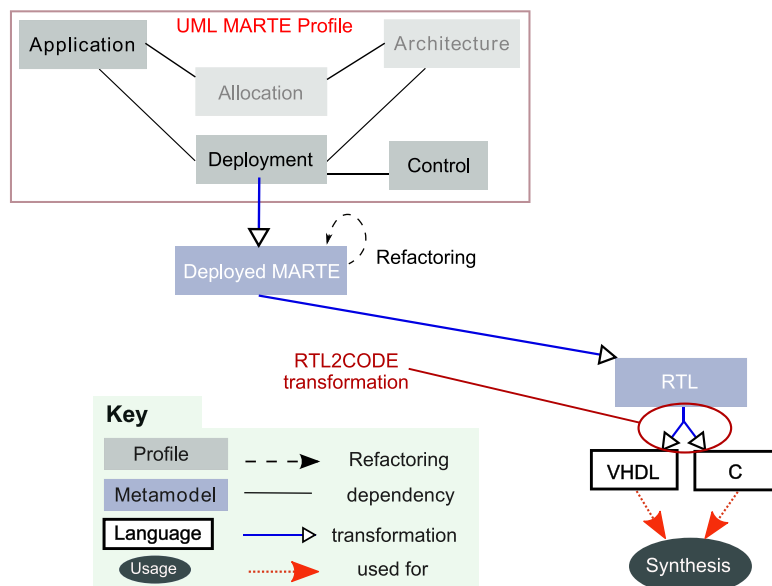 UML MARTE Profile
Application
Architecture
Allocation
Deployment
Control
Deployed MARTE
Refactoring
RTL2CODE
transformation
RTL
VHDL
C
Synthesis
Key
Profile
Refactoring
Metamodel
dependency
Language
transformation
Usage
used for